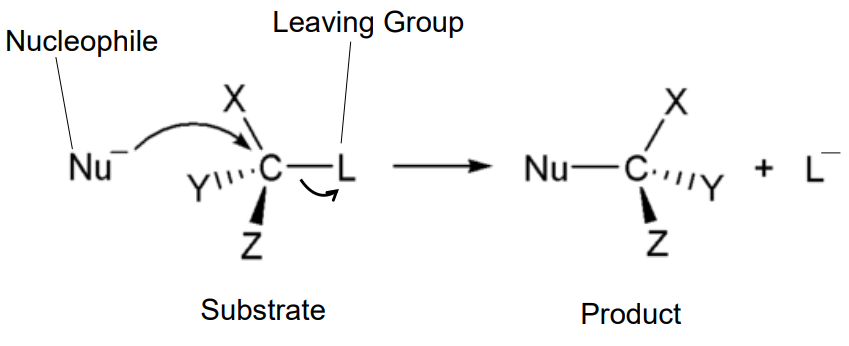 Nucleophile
Leaving Group
Nu⁻
X
Y
C
L
Z
Nu
C
X
Y
Z
+
L⁻
Substrate
Product